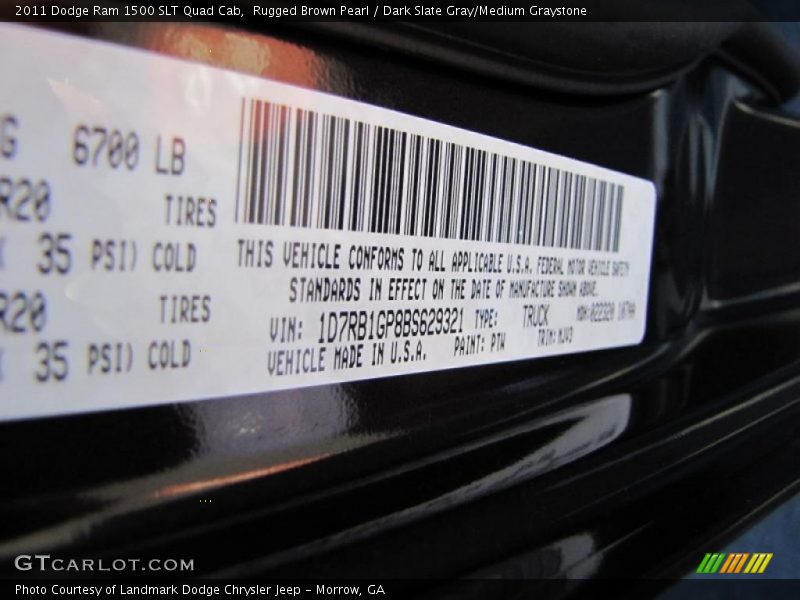 2011 Dodge Ram 1500 SLT Quad Cab,  Rugged Brown Pearl / Dark Slate Gray/Medium Graystone
G 6700 LB
R20 TIRES
35 PSI) COLD
R20 TIRES
35 PSI) COLD
THIS VEHICLE CONFORMS TO ALL APPLICABLE U.S.A. FEDERAL MOTOR VEHICLE SAFETY
STANDARDS IN EFFECT ON THE DATE OF MANUFACTURE SHOWN ABOVE.
VIN: 1D7RB1GP8BS629321 TYPE: TRUCK MDH:022320
VEHICLE MADE IN U.S.A. PAINT: PTW TRIM:
GTCARLOT.COM
Photo Courtesy of Landmark Dodge Chrysler Jeep – Morrow, GA